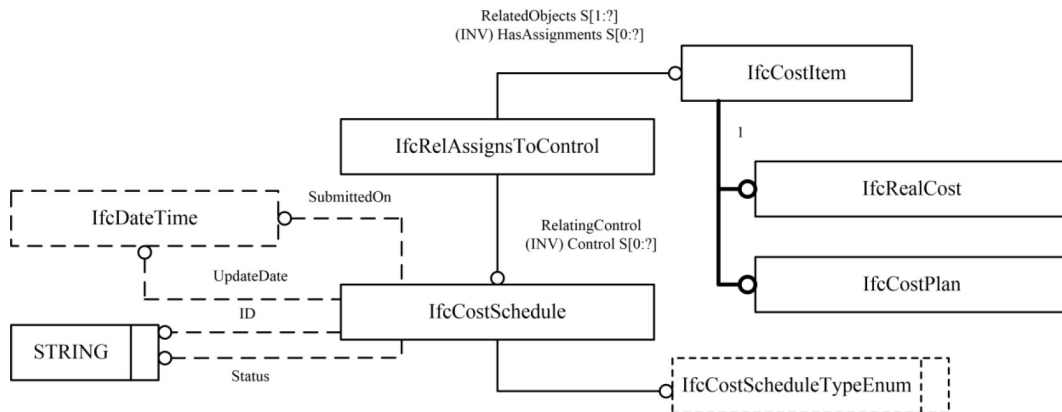 RelatedObjects S[1:?]
(INV) HasAssignments S[0:?]
IfcCostItem
1
IfcRelAssignsToControl
IfcRealCost
SubmittedOn
IfcDateTime
RelatingControl
(INV) Control S[0:?]
IfcCostPlan
UpdateDate
ID
IfcCostSchedule
STRING
Status
IfcCostScheduleTypeEnum